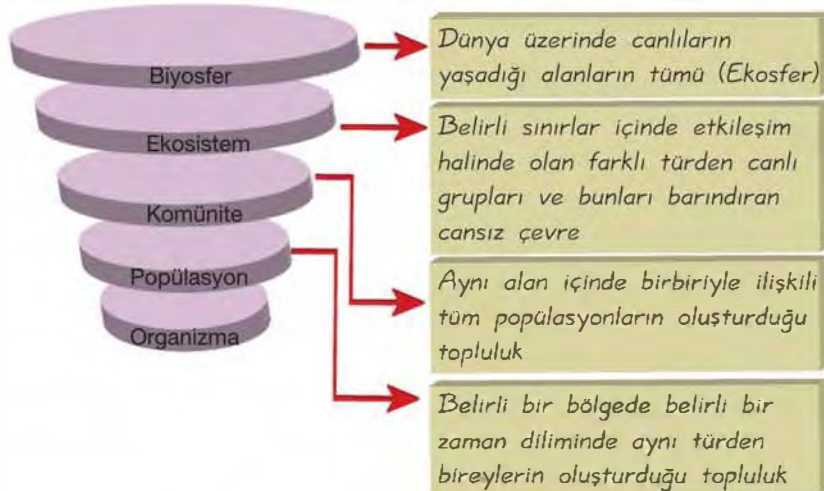 Biyosfer
Ekosistem
Komünite
Popülasyon
Organizma
Dünya üzerinde canlıların
yaşadığı alanların tümü (Ekosfer)
Belirli sınırlar içinde etkileşim
halinde olan farklı türden canlı
grupları ve bunları barındıran
cansız çevre
Aynı alan içinde birbiriyle ilişkili
tüm popülasyonların oluşturduğu
topluluk
Belirli bir bölgede belirli bir
zaman diliminde aynı türden
bireylerin oluşturduğu topluluk